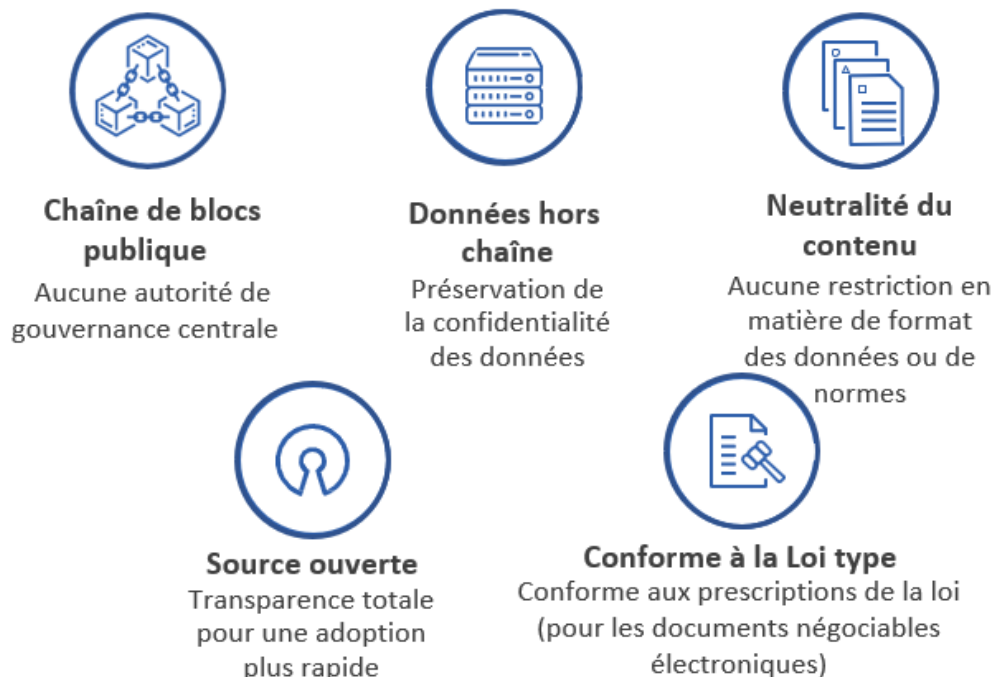 Chaîne de blocs
publique
Aucune autorité de
gouvernance centrale
Données hors
chaîne
Préservation de
la confidentialité
des données
Neutralité du
contenu
Aucune restriction en
matière de format
des données ou de
normes
Source ouverte
Transparence totale
pour une adoption
plus rapide
Conforme à la Loi type
Conforme aux prescriptions de la loi
(pour les documents négociables
électroniques)